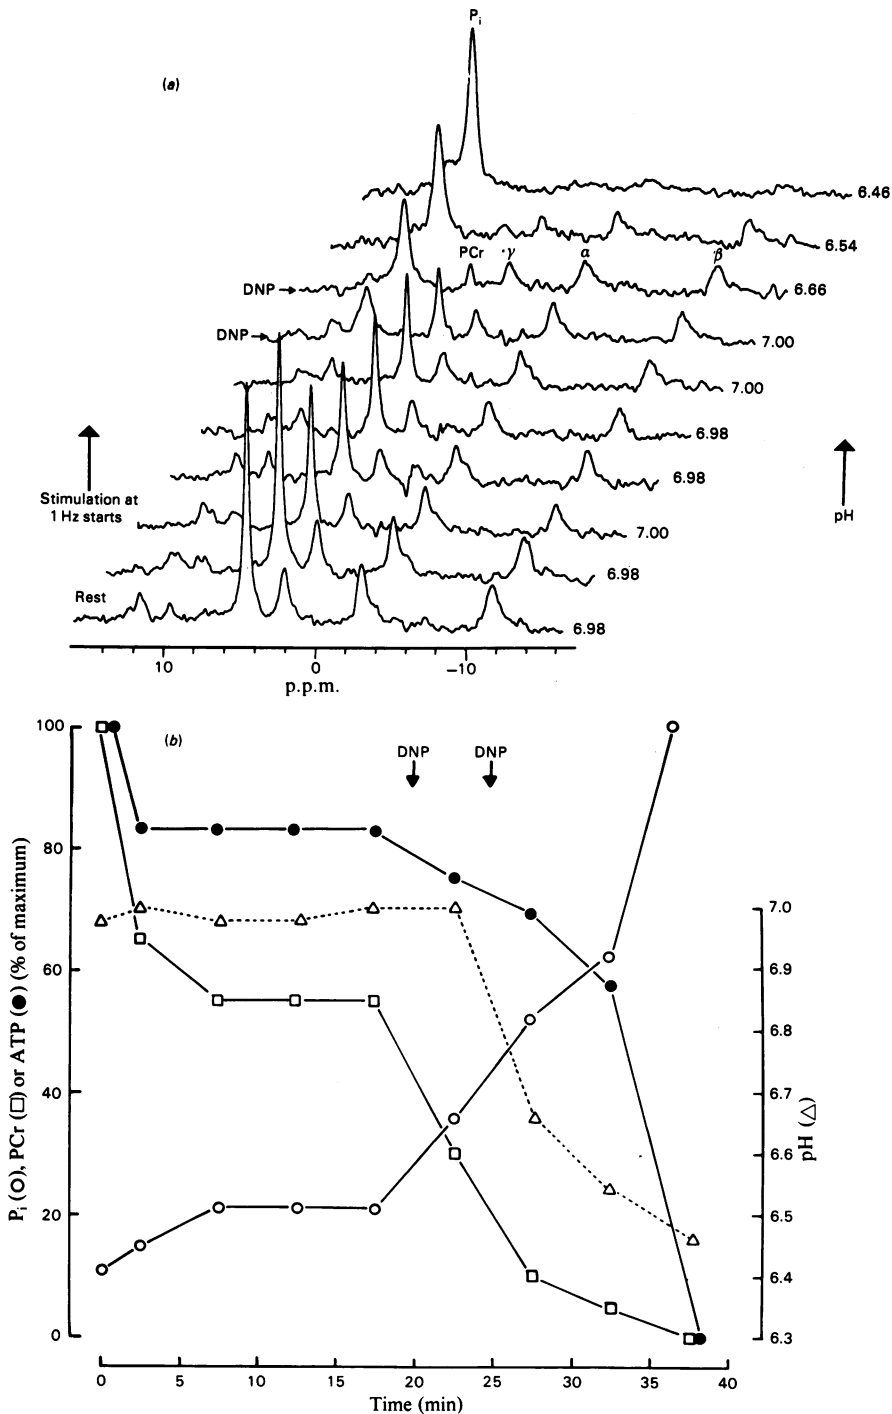 (a)
Pi
6.46
6.54
PCr γ α β
DNP 6.66
DNP 7.00
7.00
6.98
6.98
Stimulation at
1 Hz starts
pH
7.00
6.98
Rest
6.98
10 0 −10
p.p.m.
(b)
DNP DNP
Pi (○), PCr (□) or ATP (●) (% of maximum)
100
80
60
40
20
0
7.0
6.9
6.8
6.7
6.6
6.5
6.4
6.3
pH (△)
0 5 10 15 20 25 30 35 40
Time (min)